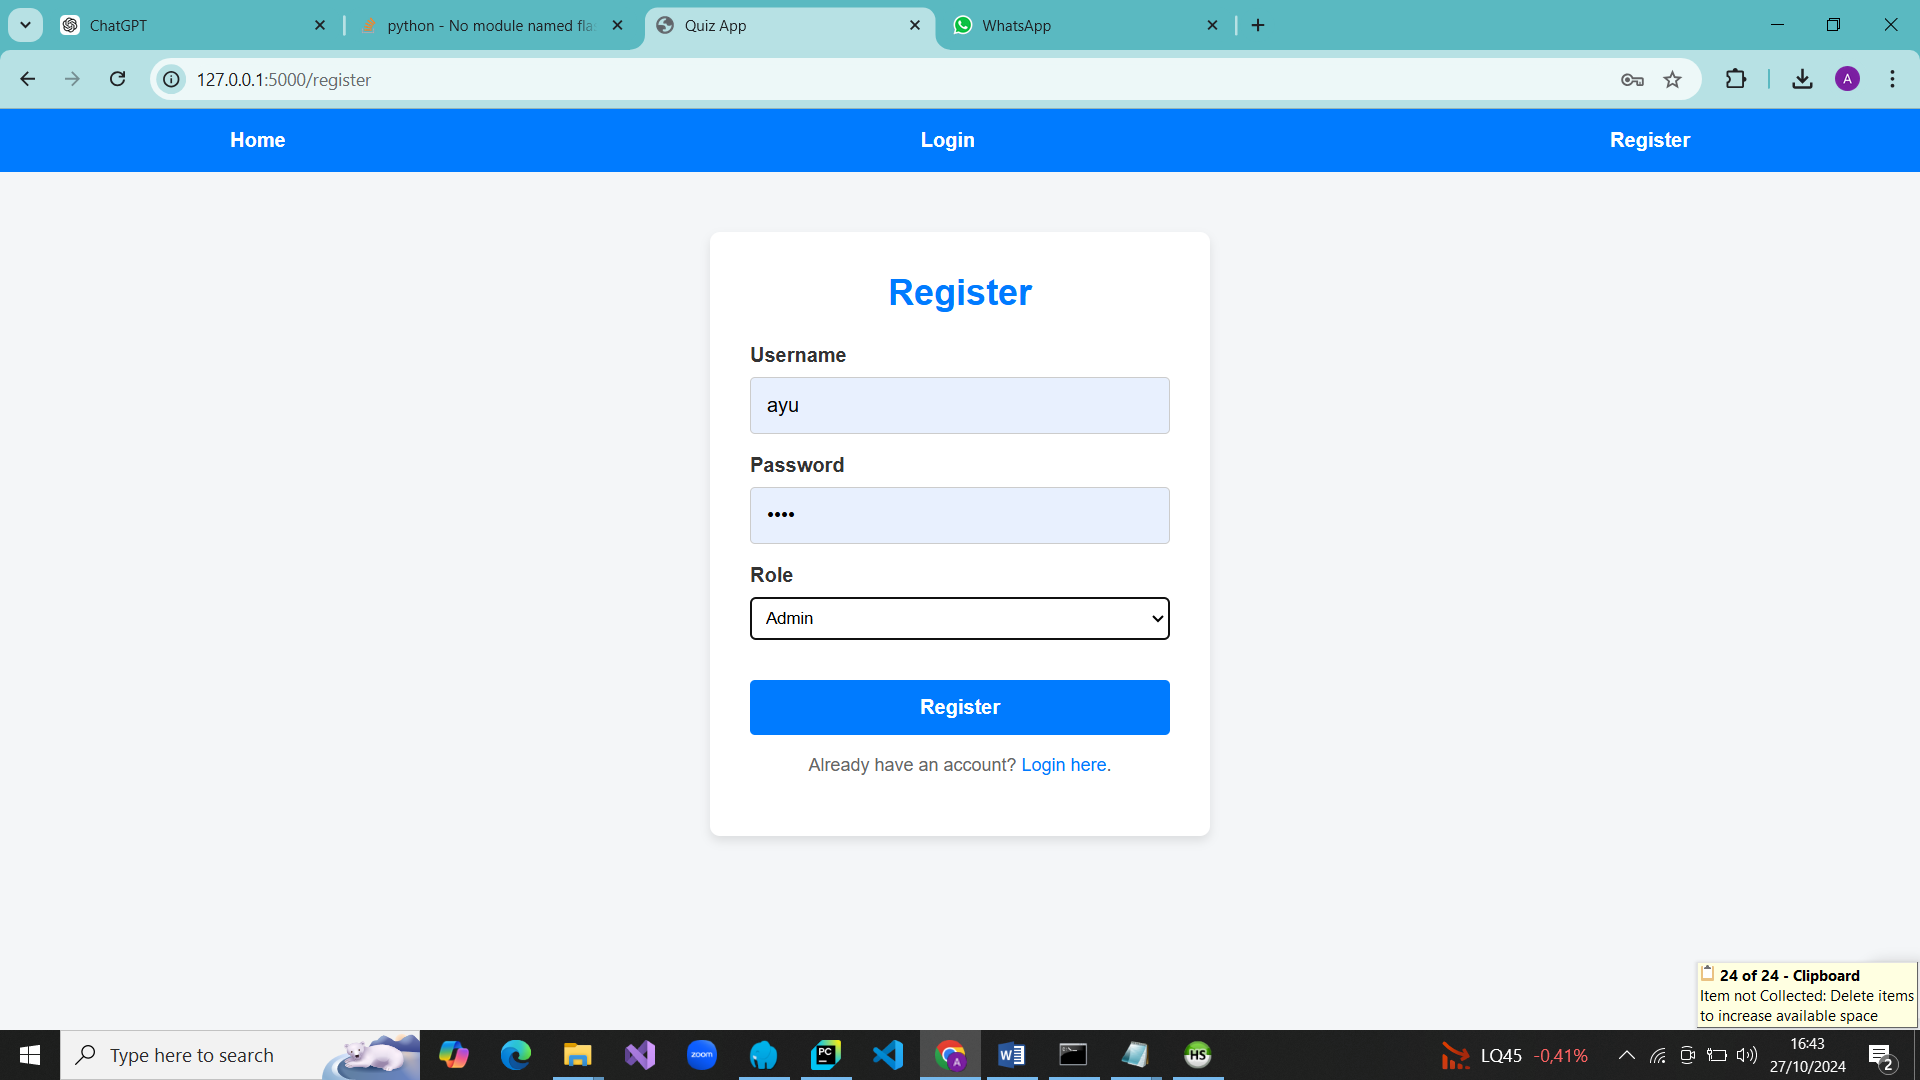 ChatGPT
python - No module named fla
Quiz App
WhatsApp
127.0.0.1:5000/register
A
Home
Login
Register
Register
Username
ayu
Password
••••
Role
Admin
Register
Already have an account? Login here.
24 of 24 - Clipboard
Item not Collected: Delete items
to increase available space
Type here to search
zoom
PC
A
W
HS
LQ45 -0,41%
16:43
27/10/2024
2